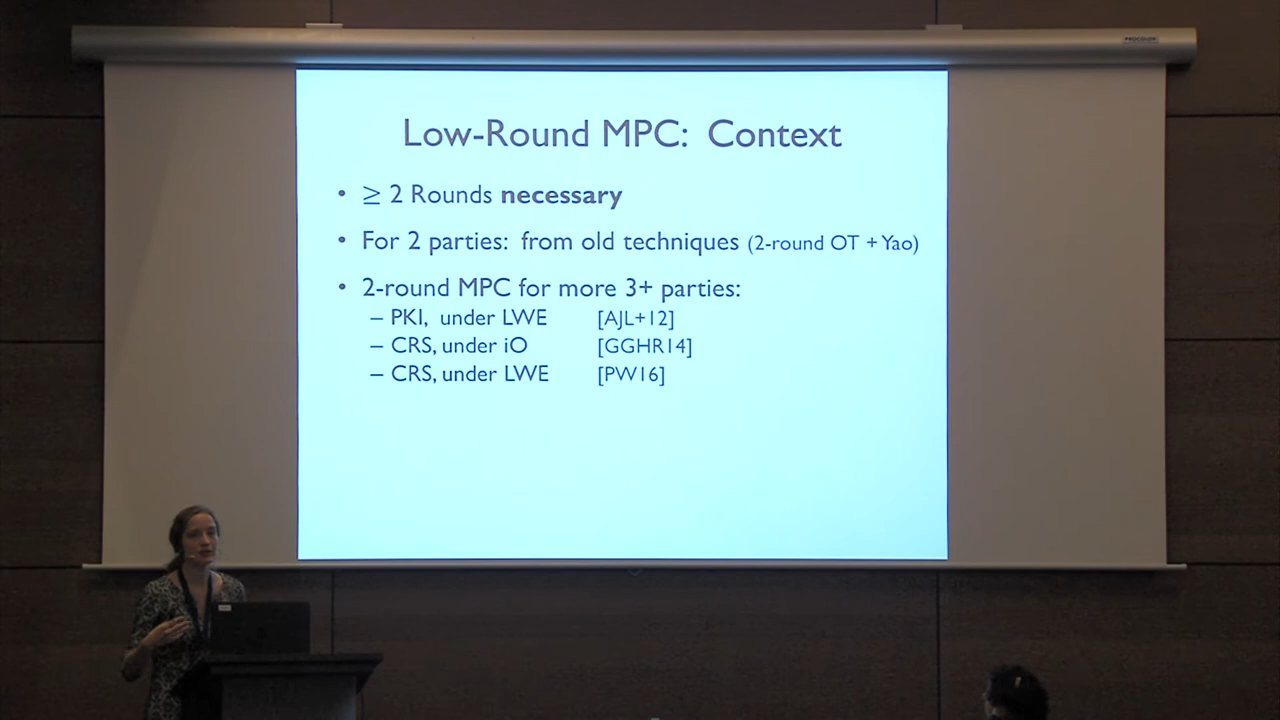 PROCOLOR
Low-Round MPC: Context
• ≥ 2 Rounds necessary
• For 2 parties: from old techniques (2-round OT + Yao)
• 2-round MPC for more 3+ parties:
– PKI, under LWE [AJL+12]
– CRS, under iO [GGHR14]
– CRS, under LWE [PW16]